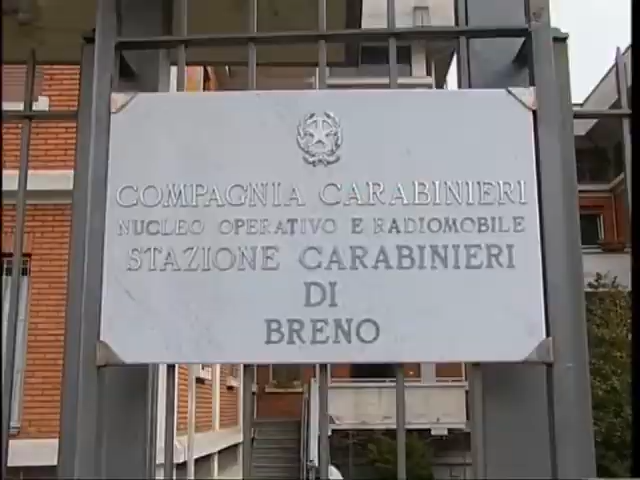 COMPAGNIA CARABINIERI
NUCLEO OPERATIVO E RADIOMOBILE
STAZIONE CARABINIERI
DI
BRENO